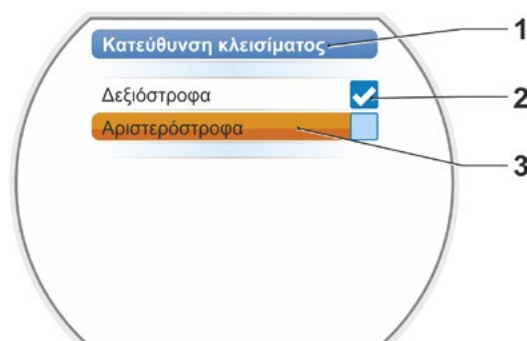 Κατεύθυνση κλεισίματος
1
Δεξιόστροφα
2
Αριστερόστροφα
3